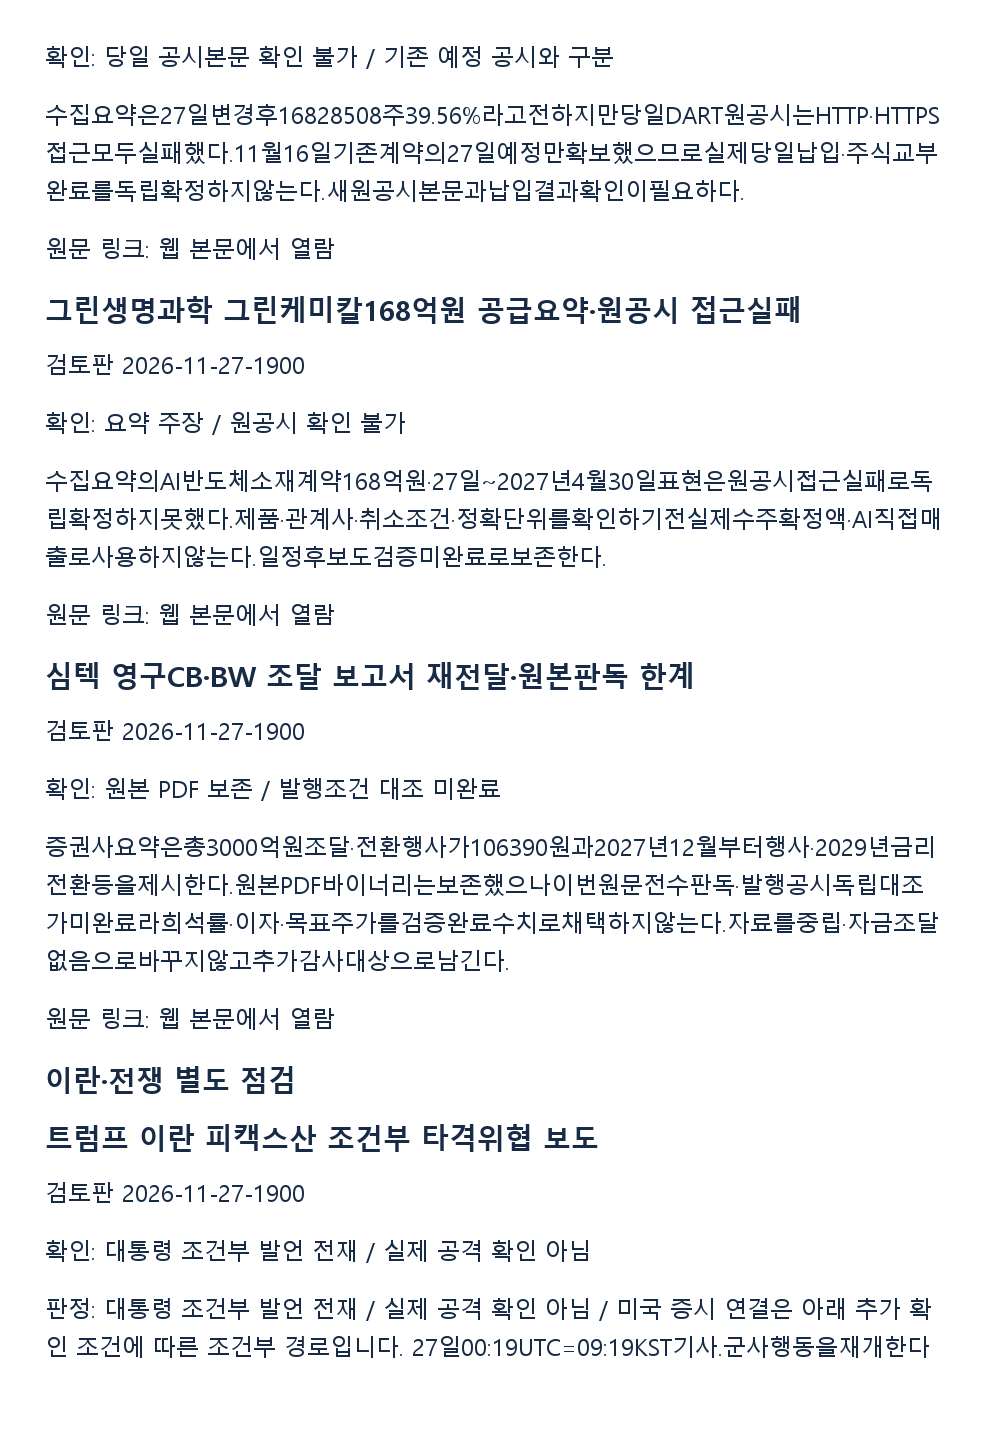 확인: 당일 공시본문 확인 불가 / 기존 예정 공시와 구분
수집요약은27일변경후16828508주39.56%라고전하지만당일DART원공시는HTTP·HTTPS
접근모두실패했다.11월16일기존계약의27일예정만확보했으므로실제당일납입·주식교부
완료를독립확정하지않는다.새원공시본문과납입결과확인이필요하다.
원문 링크: 웹 본문에서 열람
그린생명과학 그린케미칼168억원 공급요약·원공시 접근실패
검토판 2026-11-27-1900
확인: 요약 주장 / 원공시 확인 불가
수집요약의AI반도체소재계약168억원·27일~2027년4월30일표현은원공시접근실패로독
립확정하지못했다.제품·관계사·취소조건·정확단위를확인하기전실제수주확정액·AI직접매
출로사용하지않는다.일정후보도검증미완료로보존한다.
원문 링크: 웹 본문에서 열람
심텍 영구CB·BW 조달 보고서 재전달·원본판독 한계
검토판 2026-11-27-1900
확인: 원본 PDF 보존 / 발행조건 대조 미완료
증권사요약은총3000억원조달·전환행사가106390원과2027년12월부터행사·2029년금리
전환등을제시한다.원본PDF바이너리는보존했으나이번원문전수판독·발행공시독립대조
가미완료라희석률·이자·목표주가를검증완료수치로채택하지않는다.자료를중립·자금조달
없음으로바꾸지않고추가감사대상으로남긴다.
원문 링크: 웹 본문에서 열람
이란·전쟁 별도 점검
트럼프 이란 피캑스산 조건부 타격위협 보도
검토판 2026-11-27-1900
확인: 대통령 조건부 발언 전재 / 실제 공격 확인 아님
판정: 대통령 조건부 발언 전재 / 실제 공격 확인 아님 / 미국 증시 연결은 아래 추가 확
인 조건에 따른 조건부 경로입니다. 27일00:19UTC=09:19KST기사.군사행동을재개한다